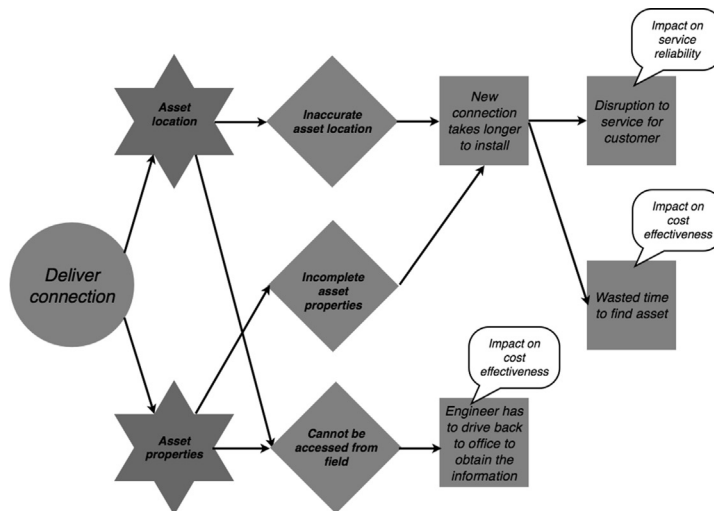 Impact on
service
reliability
Asset
location
Inaccurate
asset location
New
connection
takes longer
to install
Disruption to
service for
customer
Impact on
cost
effectiveness
Deliver
connection
Incomplete
asset
properties
Wasted time
to find asset
Impact on
cost
effectiveness
Asset
properties
Cannot be
accessed from
field
Engineer has
to drive back
to office to
obtain the
information